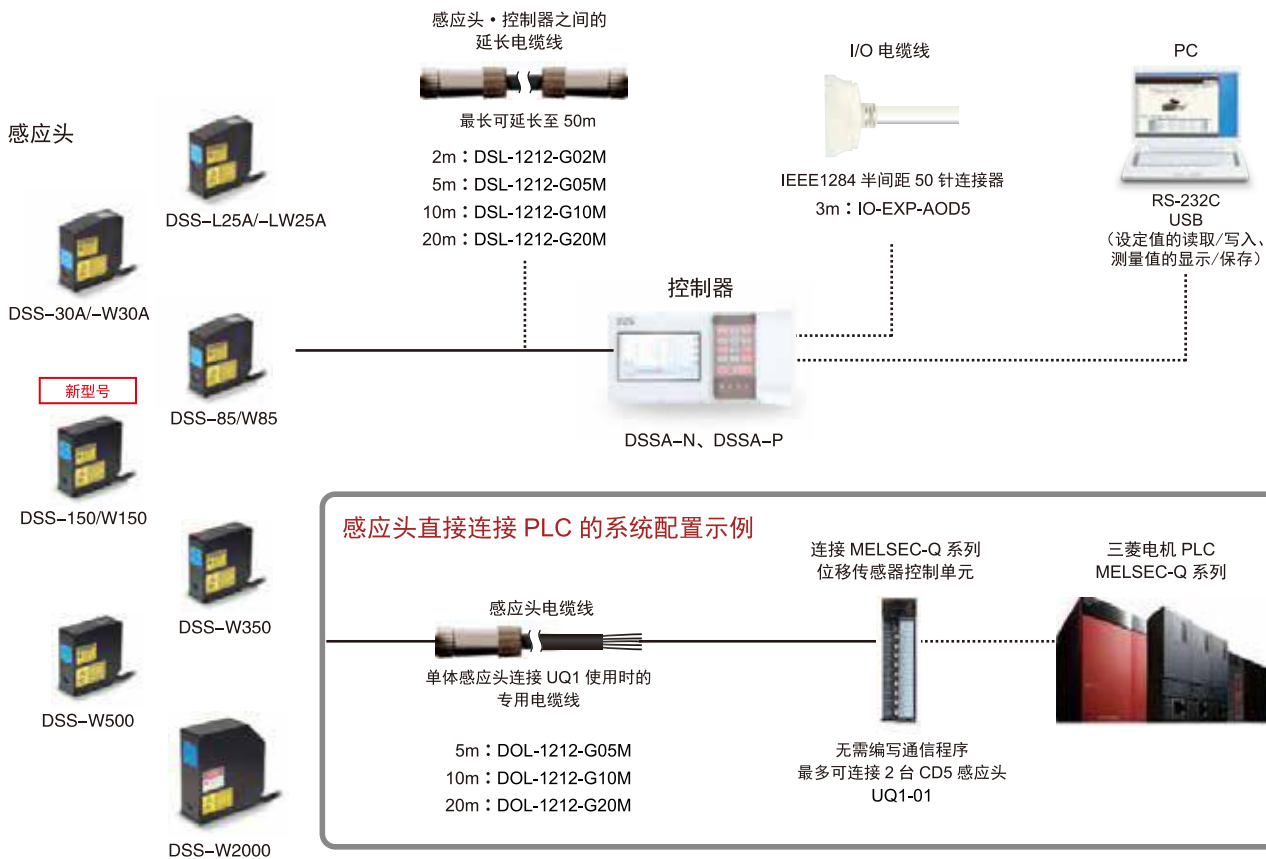 感应头
DSS-L25A/-LW25A
DSS-30A/-W30A
DSS-85/W85
新型号
DSS-150/W150
DSS-W350
DSS-W500
DSS-W2000
感应头・控制器之间的
延长电缆线
最长可延长至 50m
2m：DSL-1212-G02M
5m：DSL-1212-G05M
10m：DSL-1212-G10M
20m：DSL-1212-G20M
I/O 电缆线
IEEE1284 半间距 50 针连接器
3m：IO-EXP-AOD5
PC
RS-232C
USB
（设定值的读取/写入、
测量值的显示/保存）
控制器
DSSA-N、DSSA-P
感应头直接连接 PLC 的系统配置示例
感应头电缆线
单体感应头连接 UQ1 使用时的
专用电缆线
5m：DOL-1212-G05M
10m：DOL-1212-G10M
20m：DOL-1212-G20M
连接 MELSEC-Q 系列
位移传感器控制单元
无需编写通信程序
最多可连接 2 台 CD5 感应头
UQ1-01
三菱电机 PLC
MELSEC-Q 系列